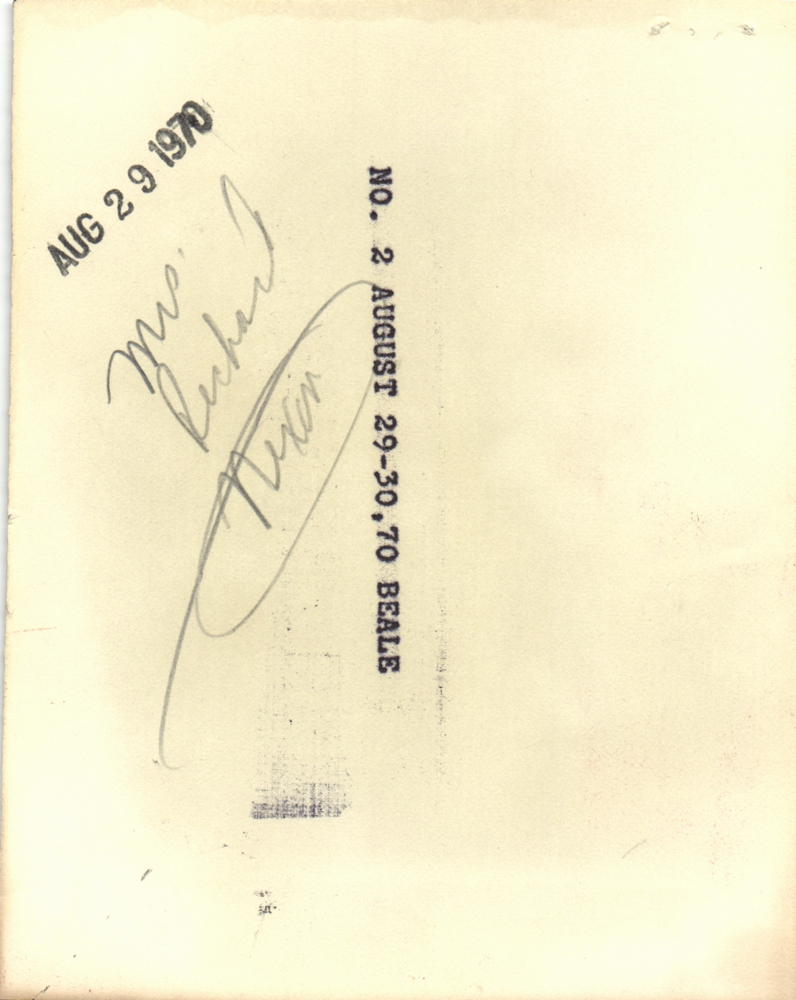 AUG 29 1970
Mrs.
Richard
Nixon
NO. 2 AUGUST 29-30,70 BEALE